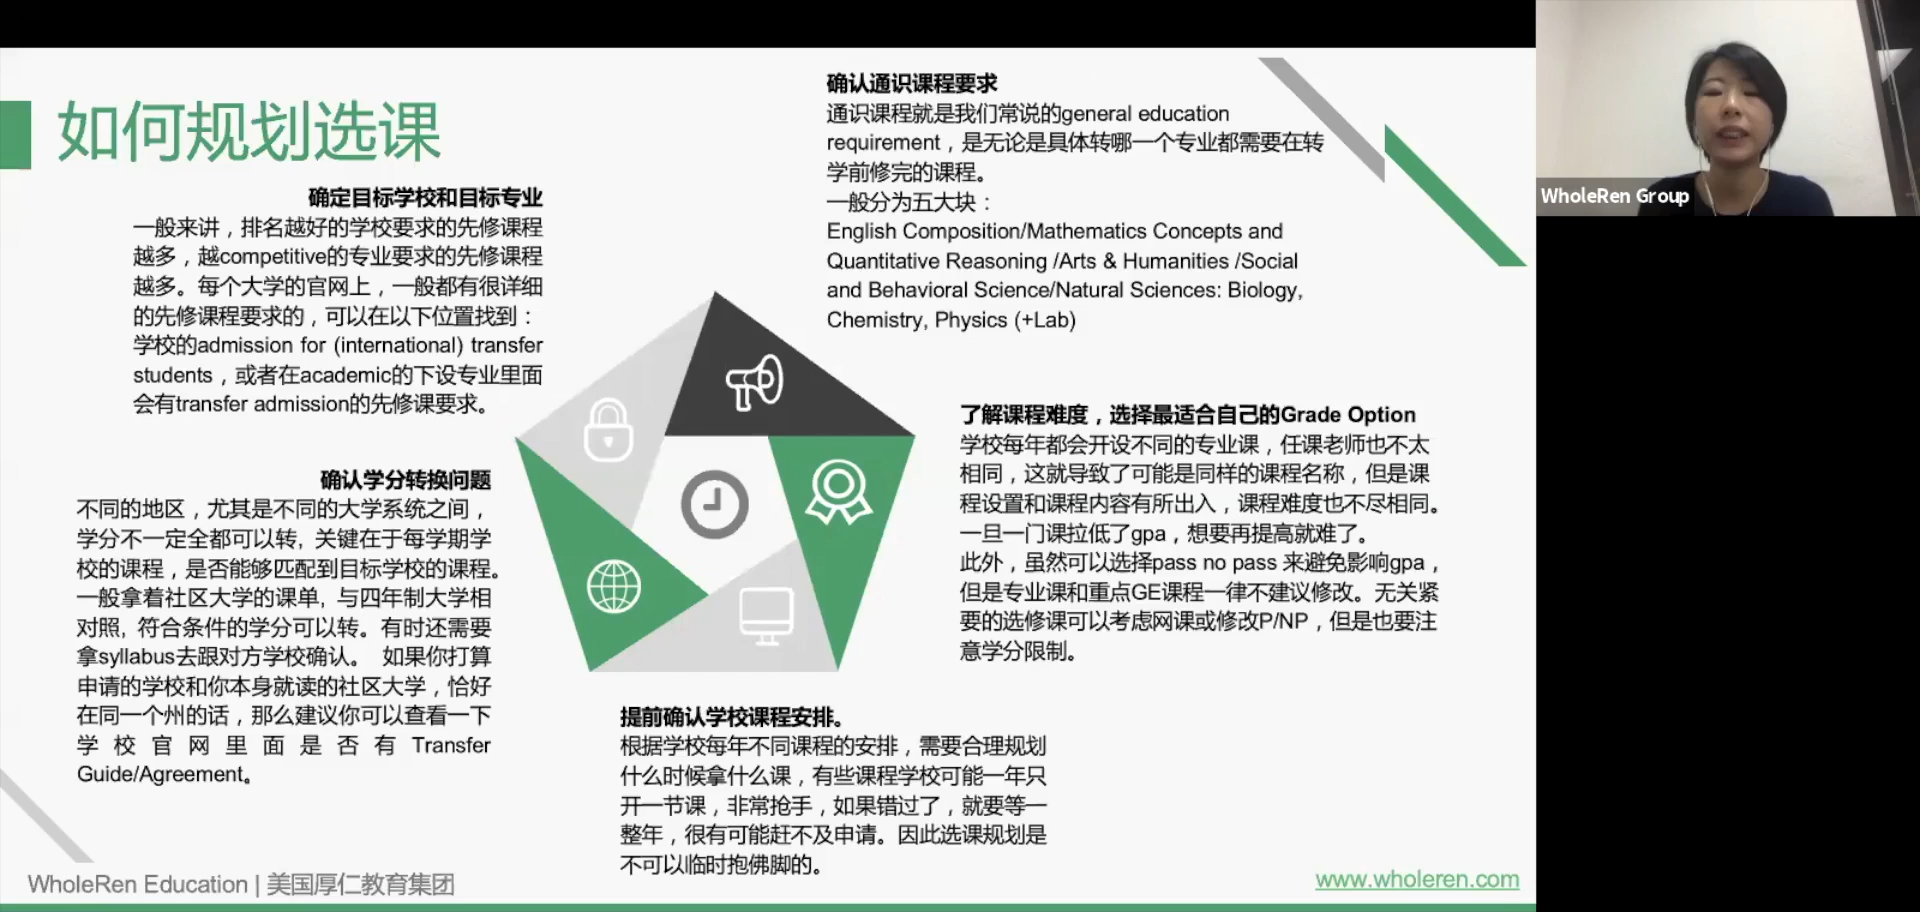 如何规划选课
确定目标学校和目标专业
一般来讲，排名越好的学校要求的先修课程
越多，越competitive的专业要求的先修课程
越多。每个大学的官网上，一般都有很详细
的先修课程要求的，可以在以下位置找到：
学校的admission for (international) transfer
students，或者在academic的下设专业里面
会有transfer admission的先修课要求。
确认学分转换问题
不同的地区，尤其是不同的大学系统之间，
学分不一定全都可以转, 关键在于每学期学
校的课程，是否能够匹配到目标学校的课程。
一般拿着社区大学的课单, 与四年制大学相
对照, 符合条件的学分可以转。有时还需要
拿syllabus去跟对方学校确认。 如果你打算
申请的学校和你本身就读的社区大学，恰好
在同一个州的话，那么建议你可以查看一下
学校官网里面是否有Transfer
Guide/Agreement。
确认通识课程要求
通识课程就是我们常说的general education
requirement，是无论是具体转哪一个专业都需要在转
学前修完的课程。
一般分为五大块：
English Composition/Mathematics Concepts and
Quantitative Reasoning /Arts & Humanities /Social
and Behavioral Science/Natural Sciences: Biology,
Chemistry, Physics (+Lab)
了解课程难度，选择最适合自己的Grade Option
学校每年都会开设不同的专业课，任课老师也不太
相同，这就导致了可能是同样的课程名称，但是课
程设置和课程内容有所出入，课程难度也不尽相同。
一旦一门课拉低了gpa，想要再提高就难了。
此外，虽然可以选择pass no pass 来避免影响gpa，
但是专业课和重点GE课程一律不建议修改。无关紧
要的选修课可以考虑网课或修改P/NP，但是也要注
意学分限制。
提前确认学校课程安排。
根据学校每年不同课程的安排，需要合理规划
什么时候拿什么课，有些课程学校可能一年只
开一节课，非常抢手，如果错过了，就要等一
整年，很有可能赶不及申请。因此选课规划是
不可以临时抱佛脚的。
WholeRen Education | 美国厚仁教育集团
www.wholeren.com
WholeRen Group